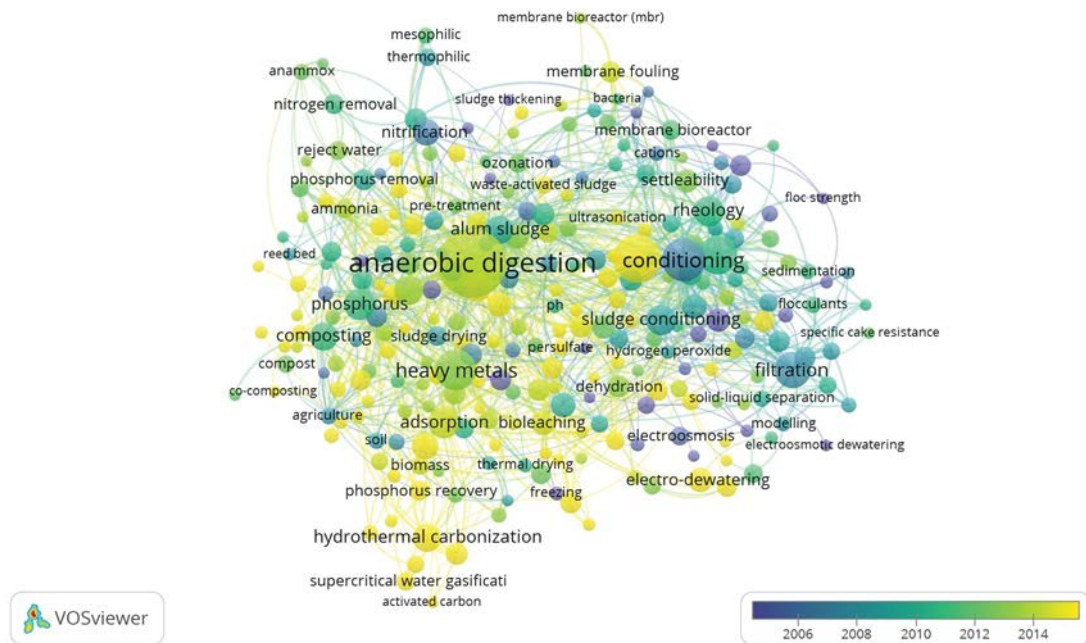 membrane bioreactor (mbr)
mesophilic
thermophilic
anammox
membrane fouling
nitrogen removal
sludge thickening
bacteria
nitrification
membrane bioreactor
reject water
ozonation
cations
phosphorus removal
waste-activated sludge
settleability
ammonia
pre-treatment
ultrasonication
rheology
floc strength
alum sludge
reed bed
anaerobic digestion
conditioning
sedimentation
phosphorus
ph
flocculants
sludge conditioning
composting
sludge drying
specific cake resistance
persulfate
hydrogen peroxide
compost
heavy metals
filtration
co-composting
dehydration
solid-liquid separation
agriculture
adsorption
bioleaching
modelling
soil
electroosmosis
electroosmotic dewatering
biomass
thermal drying
phosphorus recovery
freezing
electro-dewatering
hydrothermal carbonization
supercritical water gasificati
activated carbon
VOSviewer
2006 2008 2010 2012 2014